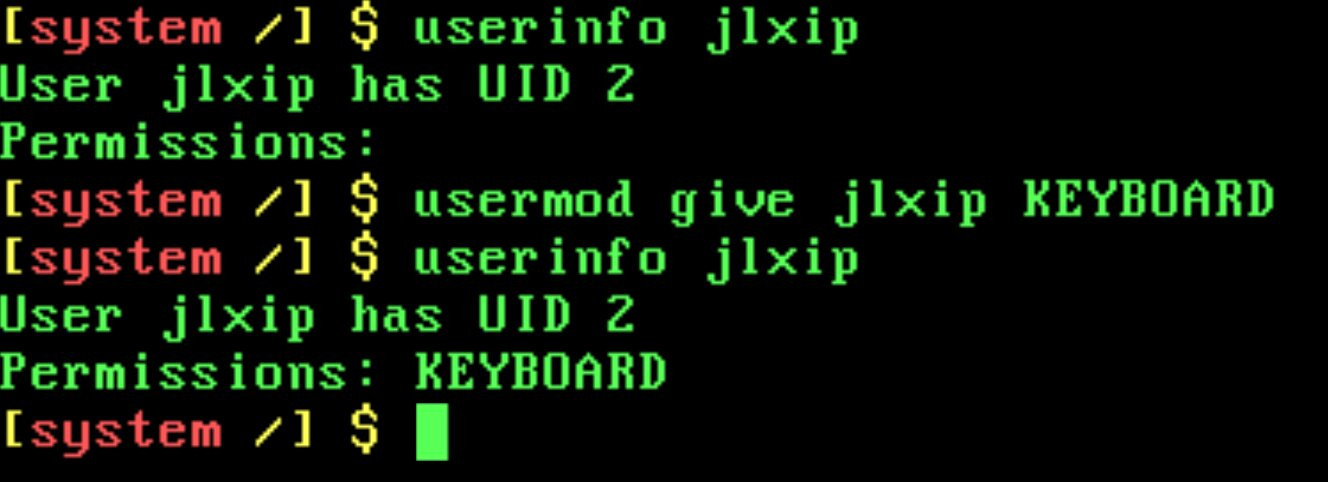 [system /] $ userinfo jlxip
User jlxip has UID 2
Permissions:
[system /] $ usermod give jlxip KEYBOARD
[system /] $ userinfo jlxip
User jlxip has UID 2
Permissions: KEYBOARD
[system /] $